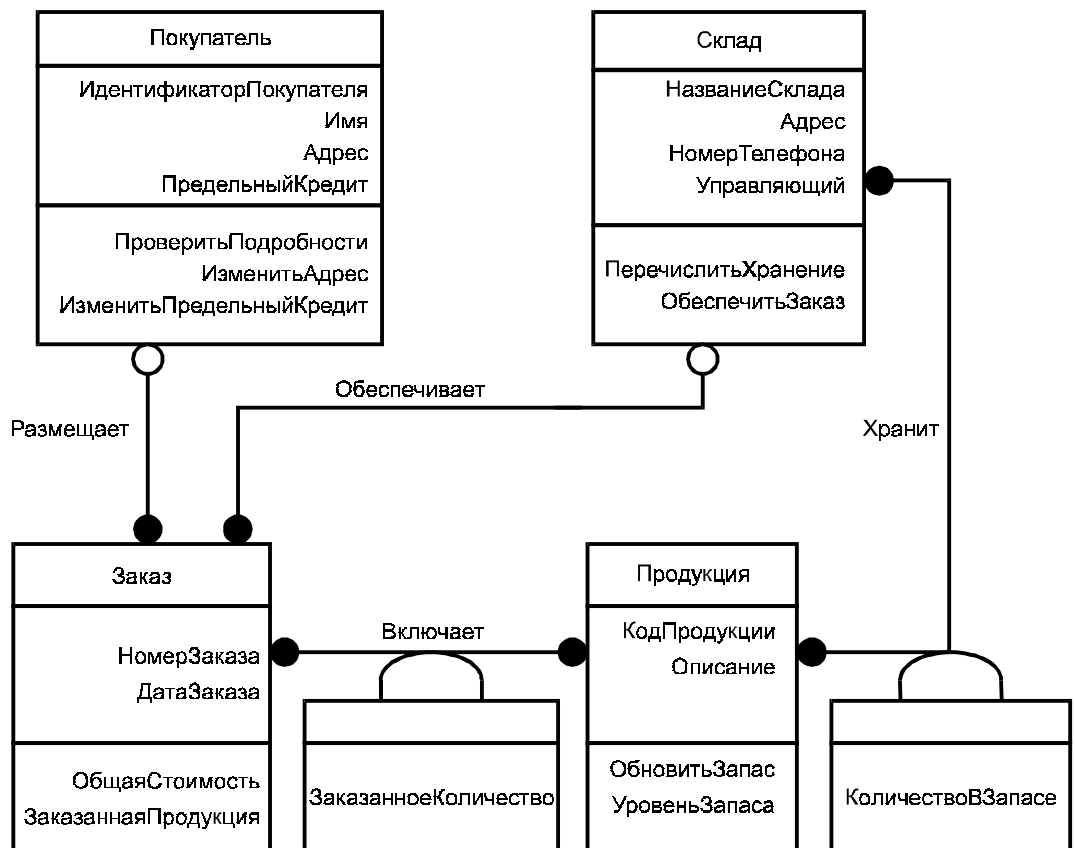 Покупатель
ИдентификаторПокупателя
Имя
Адрес
ПредельныйКредит
ПроверитьПодробности
ИзменитьАдрес
ИзменитьПредельныйКредит
Склад
НазваниеСклада
Адрес
НомерТелефона
Управляющий
ПеречислитьХранение
ОбеспечитьЗаказ
Обеспечивает
Размещает
Хранит
Заказ
НомерЗаказа
ДатаЗаказа
ОбщаяСтоимость
ЗаказаннаяПродукция
Включает
ЗаказанноеКоличество
Продукция
КодПродукции
Описание
ОбновитьЗапас
УровеньЗапаса
КоличествоВЗапасе